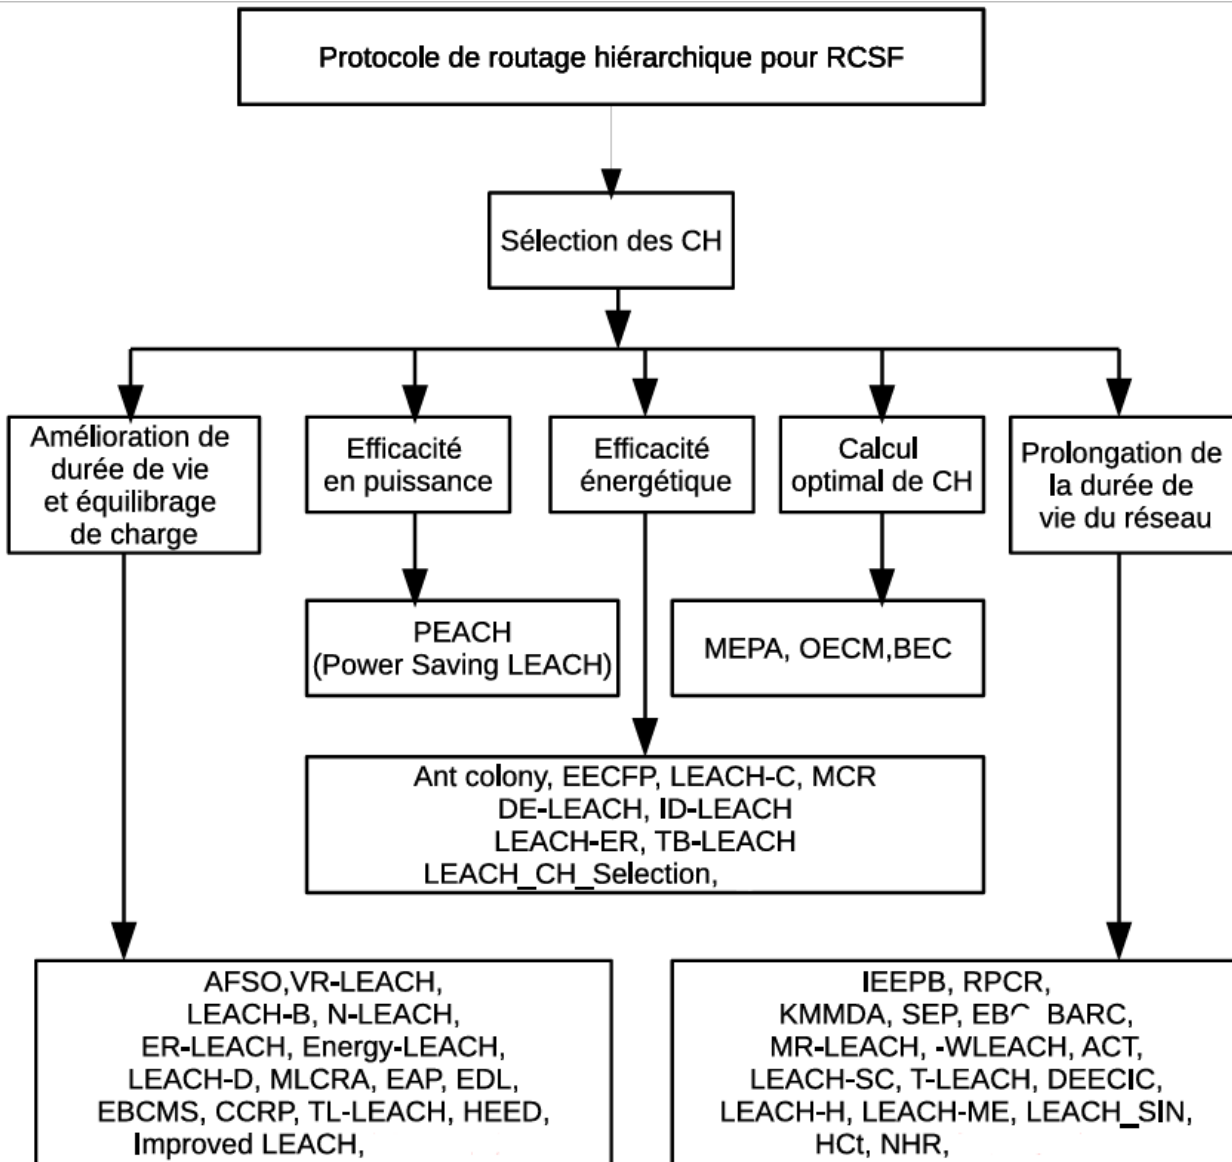 Protocole de routage hiérarchique pour RCSF
Sélection des CH
Amélioration de
durée de vie
et équilibrage
de charge
Efficacité
en puissance
Efficacité
énergétique
Calcul
optimal de CH
Prolongation de
la durée de
vie du réseau
PEACH
(Power Saving LEACH)
MEPA, OECM,BEC
Ant colony, EECFP, LEACH-C, MCR
DE-LEACH, ID-LEACH
LEACH-ER, TB-LEACH
LEACH_CH_Selection,
AFSO,VR-LEACH,
LEACH-B, N-LEACH,
ER-LEACH, Energy-LEACH,
LEACH-D, MLCRA, EAP, EDL,
EBCMS, CCRP, TL-LEACH, HEED,
Improved LEACH,
IEEPB, RPCR,
KMMDA, SEP, BARC,
MR-LEACH, -WLEACH, ACT,
LEACH-SC, T-LEACH, DEECIC,
LEACH-H, LEACH-ME, LEACH_SIN,
HCt, NHR,